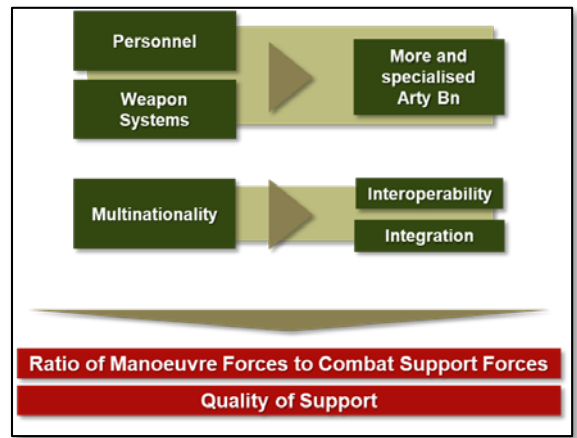 Personnel
More and
specialised
Arty Bn
Weapon
Systems
Multinationality
Interoperability
Integration
Ratio of Manoeuvre Forces to Combat Support Forces
Quality of Support